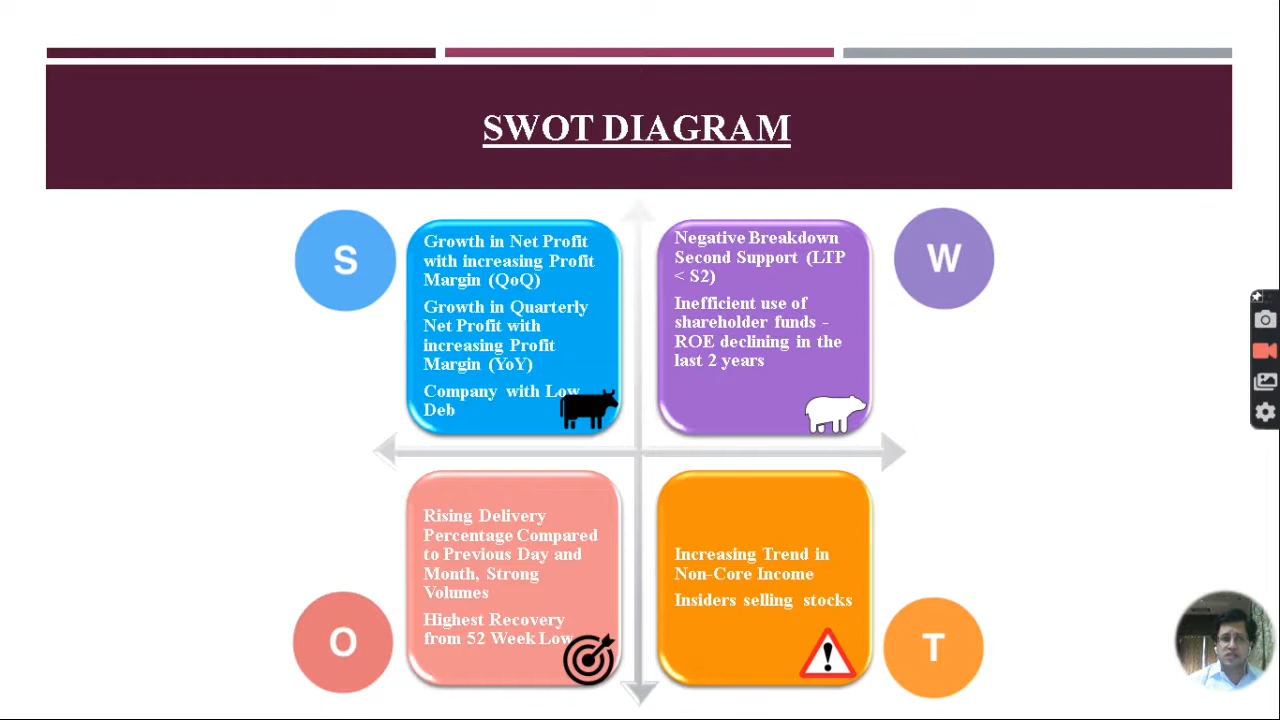 SWOT DIAGRAM
S
Growth in Net Profit
with increasing Profit
Margin (QoQ)
Growth in Quarterly
Net Profit with
increasing Profit
Margin (YoY)
Company with Low
Deb
Negative Breakdown
Second Support (LTP
< S2)
Inefficient use of
shareholder funds -
ROE declining in the
last 2 years
W
O
Rising Delivery
Percentage Compared
to Previous Day and
Month, Strong
Volumes
Highest Recovery
from 52 Week Low
Increasing Trend in
Non-Core Income
Insiders selling stocks
T